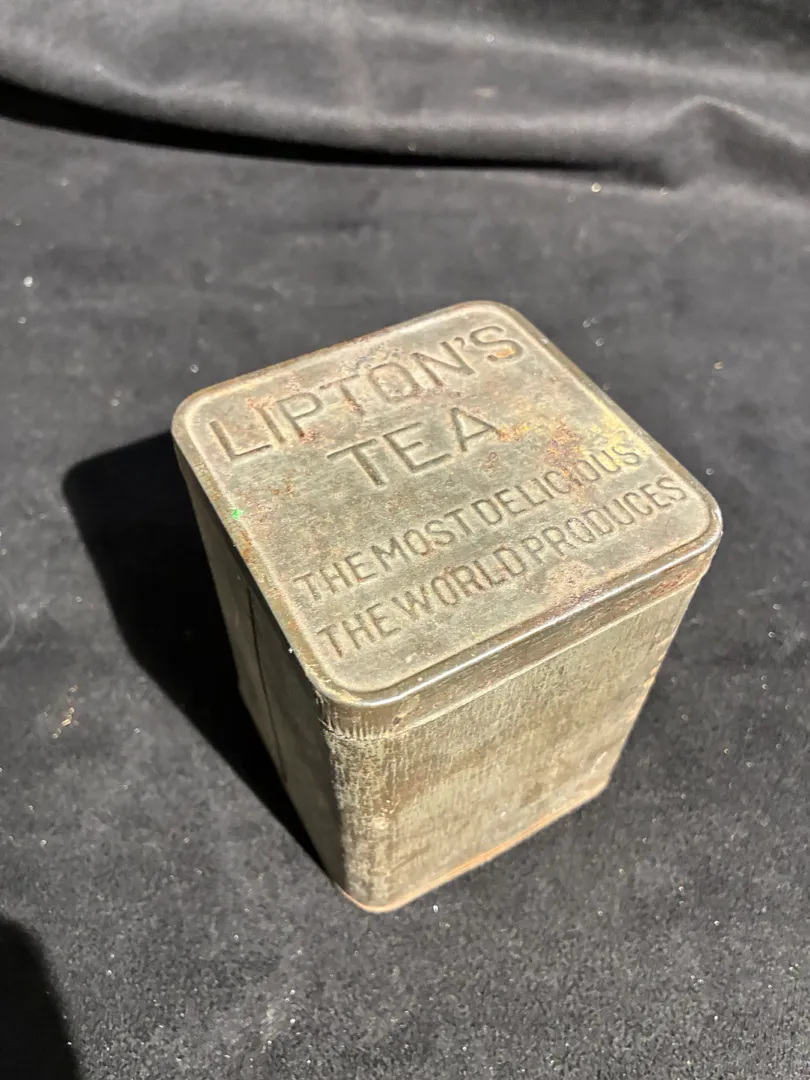 LIPTON'S
TEA
THE MOST DELICIOUS
THE WORLD PRODUCES